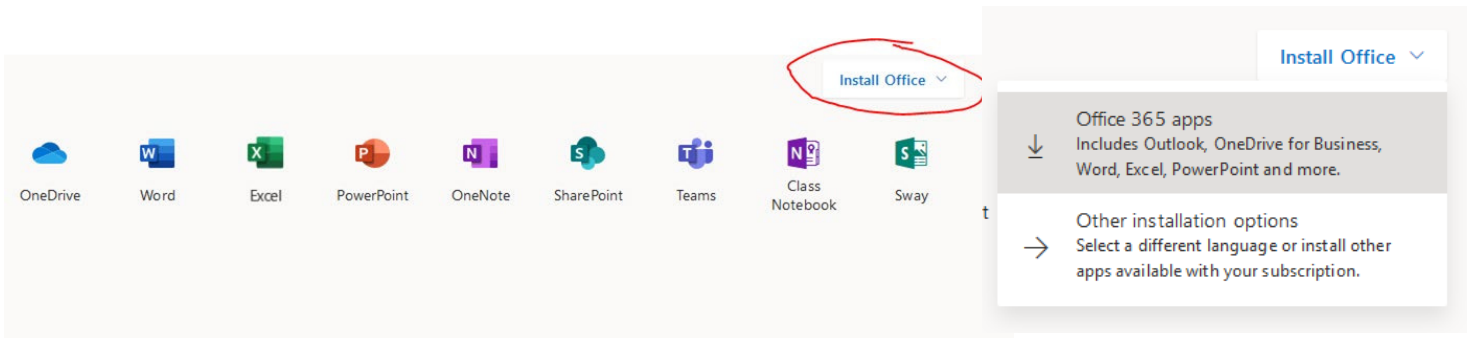 Install Office
OneDrive
Word
Excel
PowerPoint
OneNote
SharePoint
Teams
Class
Notebook
Sway
Install Office
Office 365 apps
Includes Outlook, OneDrive for Business,
Word, Excel, PowerPoint and more.
t
Other installation options
Select a different language or install other
apps available with your subscription.